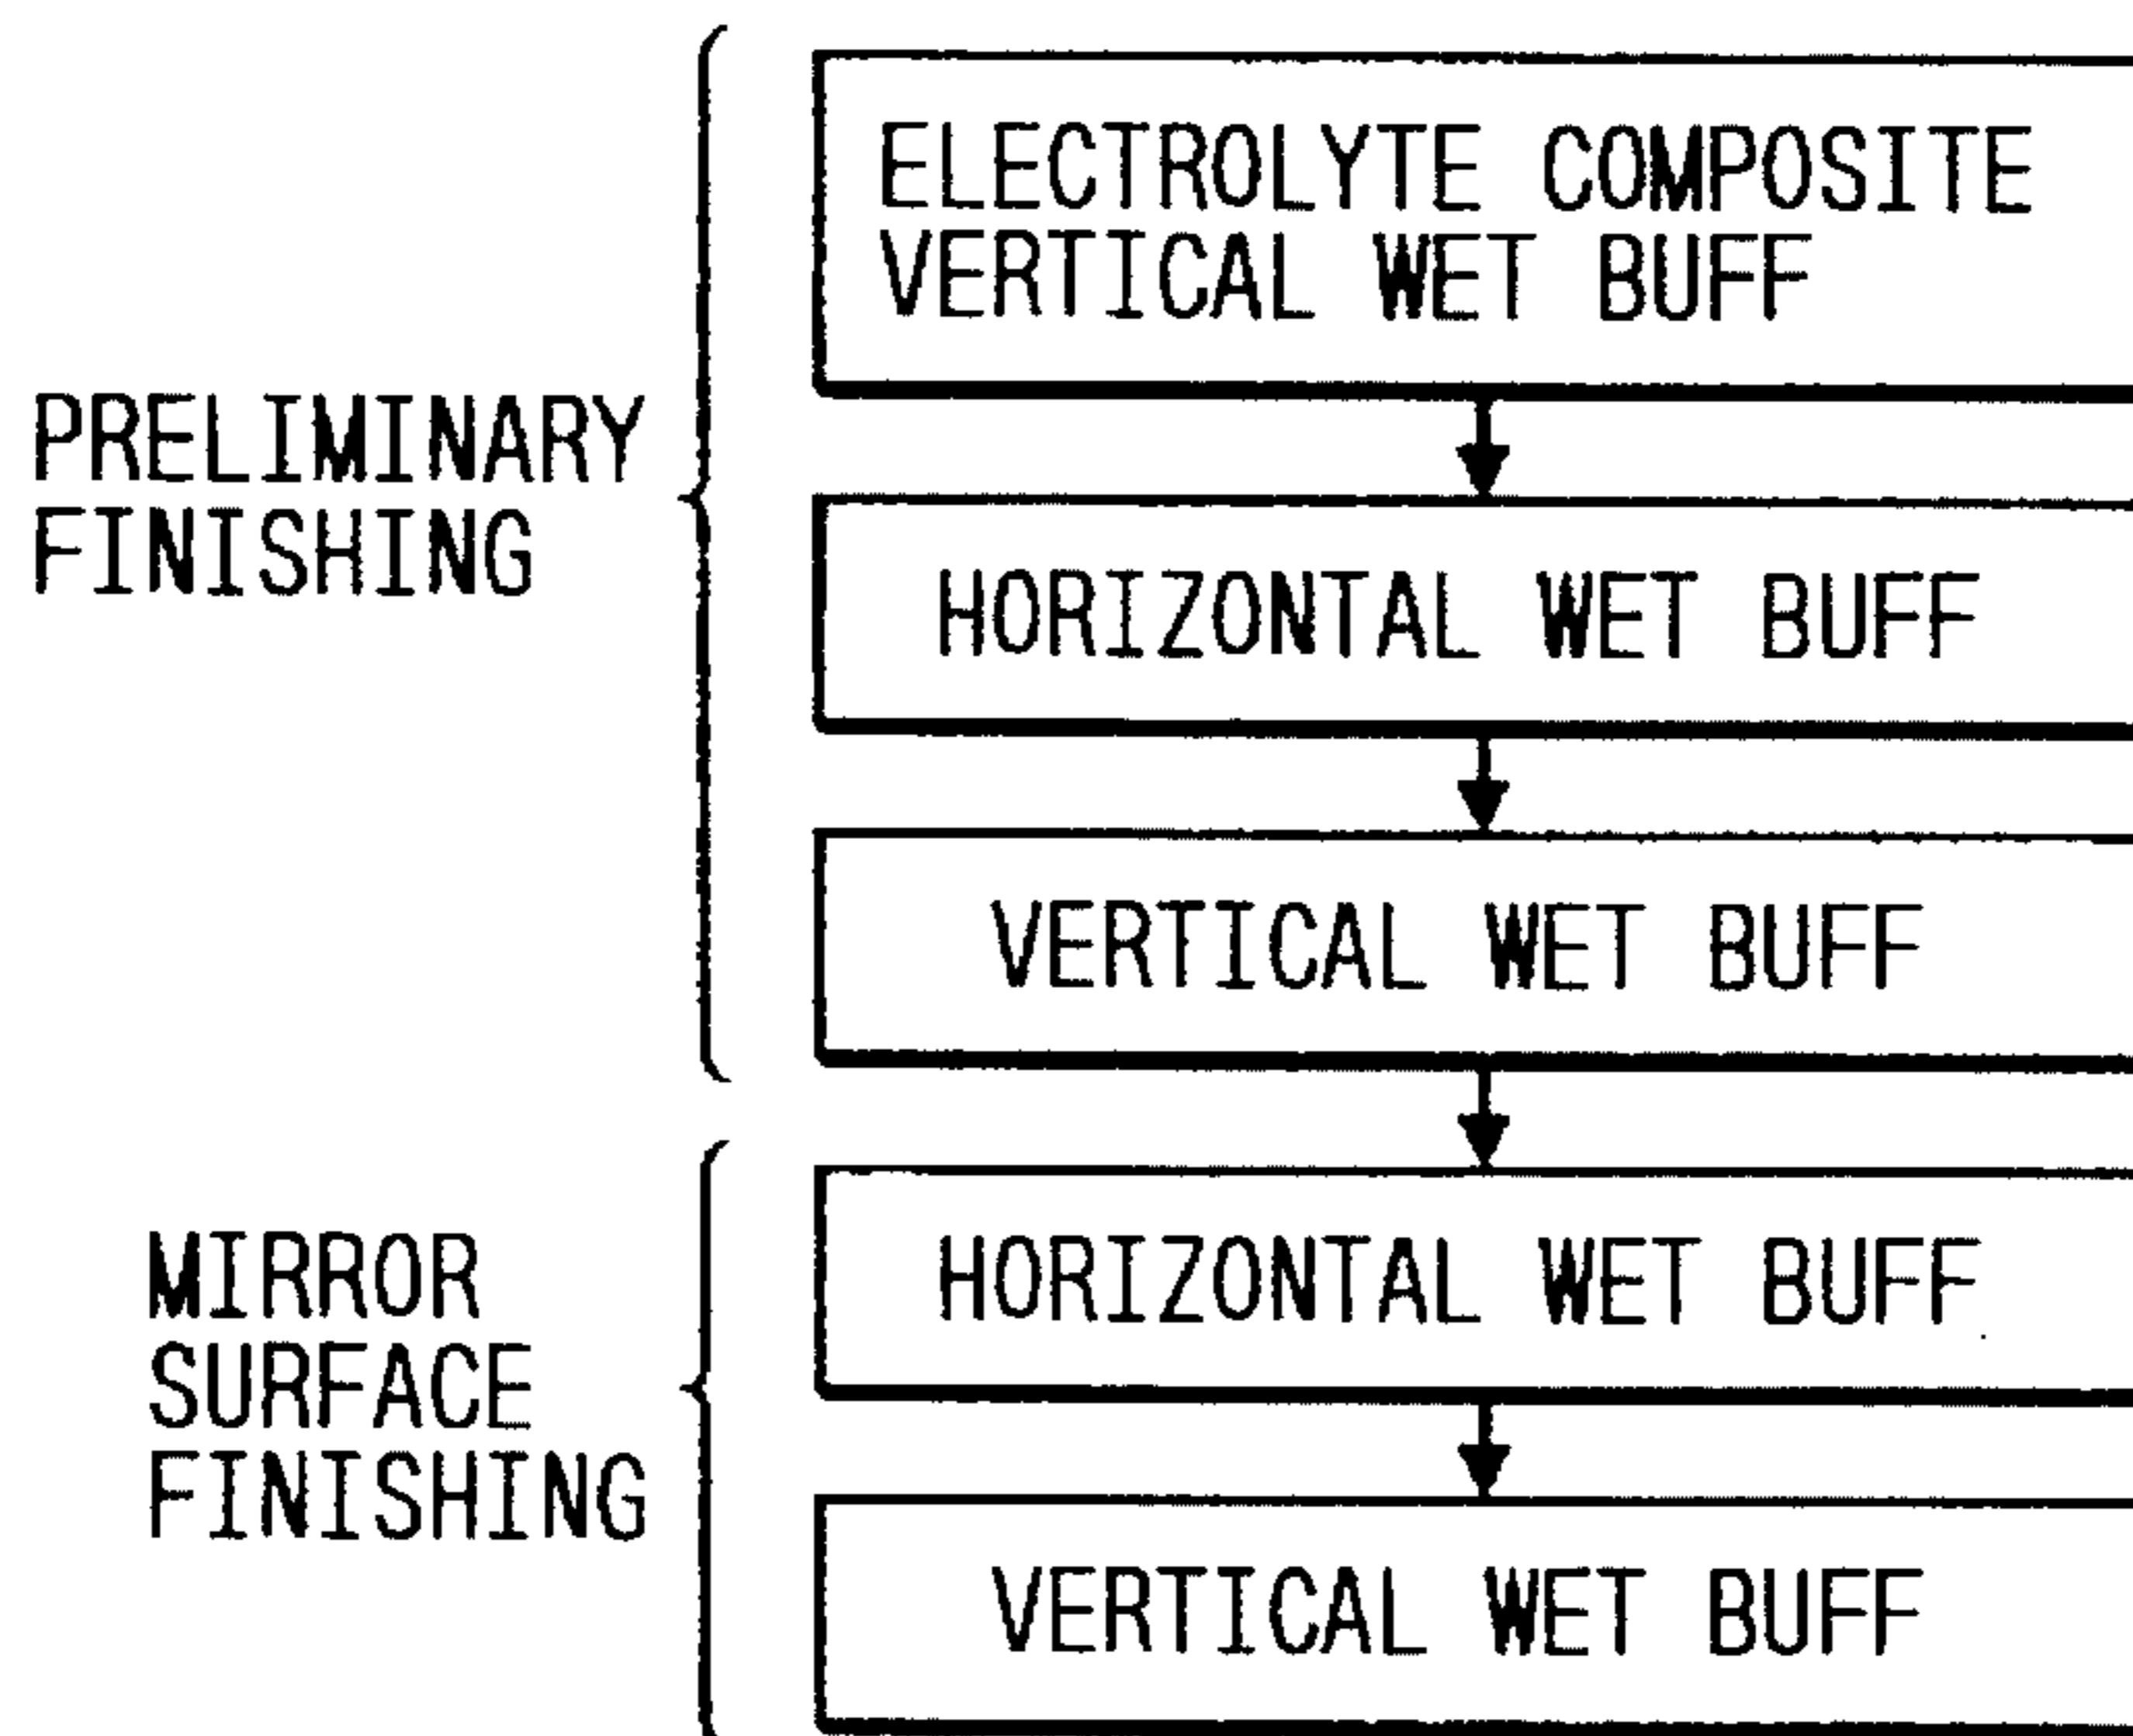 ELECTROLYTE COMPOSITE
VERTICAL WET BUFF
PRELIMINARY
FINISHING
HORIZONTAL WET BUFF
VERTICAL WET BUFF
MIRROR
SURFACE
FINISHING
HORIZONTAL WET BUFF
VERTICAL WET BUFF